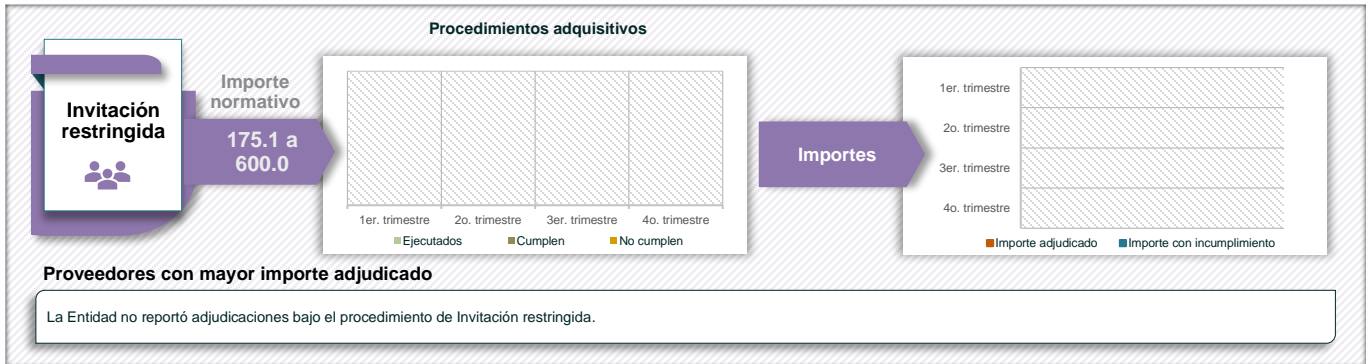 Procedimientos adquisitivos
Invitación
restringida
Importe
normativo
175.1 a
600.0
1er. trimestre 2o. trimestre 3er. trimestre 4o. trimestre
Ejecutados Cumplen No cumplen
Importes
1er. trimestre
2o. trimestre
3er. trimestre
4o. trimestre
Importe adjudicado Importe con incumplimiento
Proveedores con mayor importe adjudicado
La Entidad no reportó adjudicaciones bajo el procedimiento de Invitación restringida.